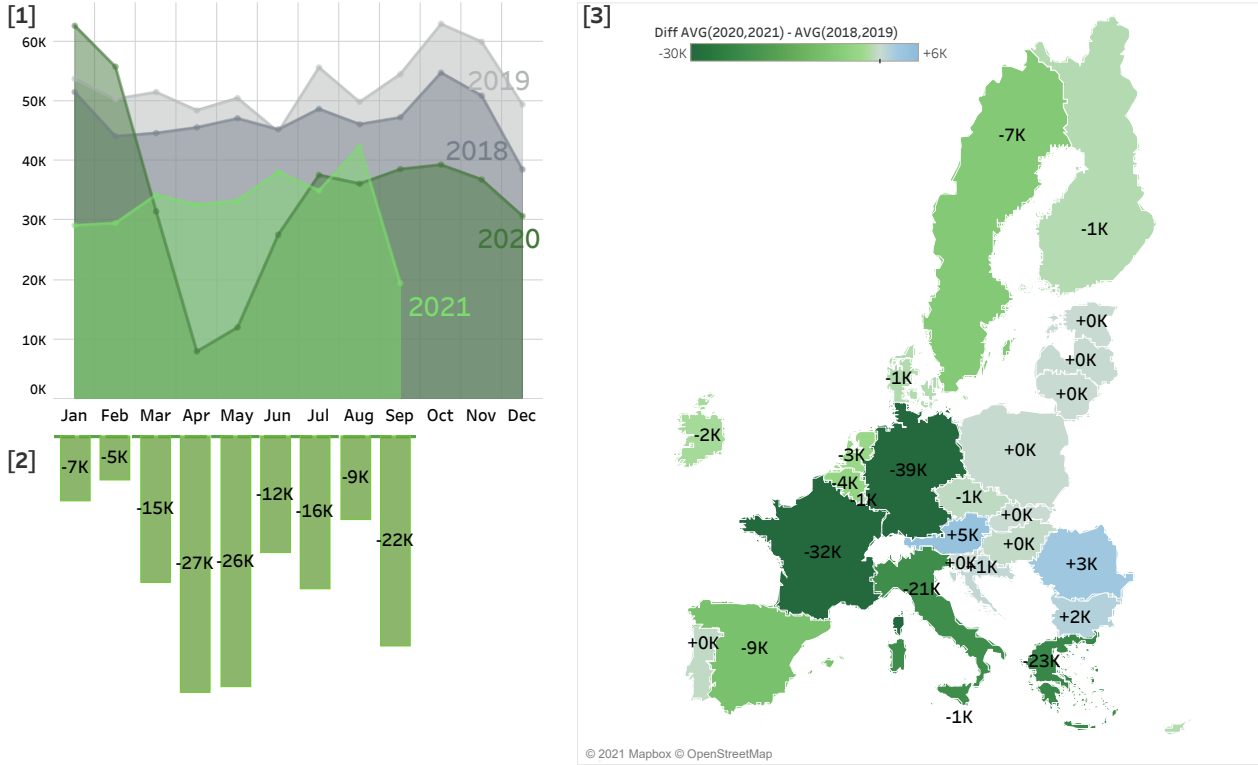 [1]
60K
50K
40K
30K
20K
10K
0K
2019
2018
2020
2021
Jan Feb Mar Apr May Jun Jul Aug Sep Oct Nov Dec
[2]
-7K
-5K
-15K
-27K
-26K
-12K
-16K
-9K
-22K
[3]
Diff AVG(2020,2021) - AVG(2018,2019)
-30K +6K
-7K
-1K
+0K
+0K
+0K
-1K
-2K
-3K
-39K
+0K
-4K
-1K
-1K
+0K
-32K
+5K
+0K
+0K
+1K
+3K
-21K
+2K
+0K
-9K
-23K
-1K
© 2021 Mapbox © OpenStreetMap